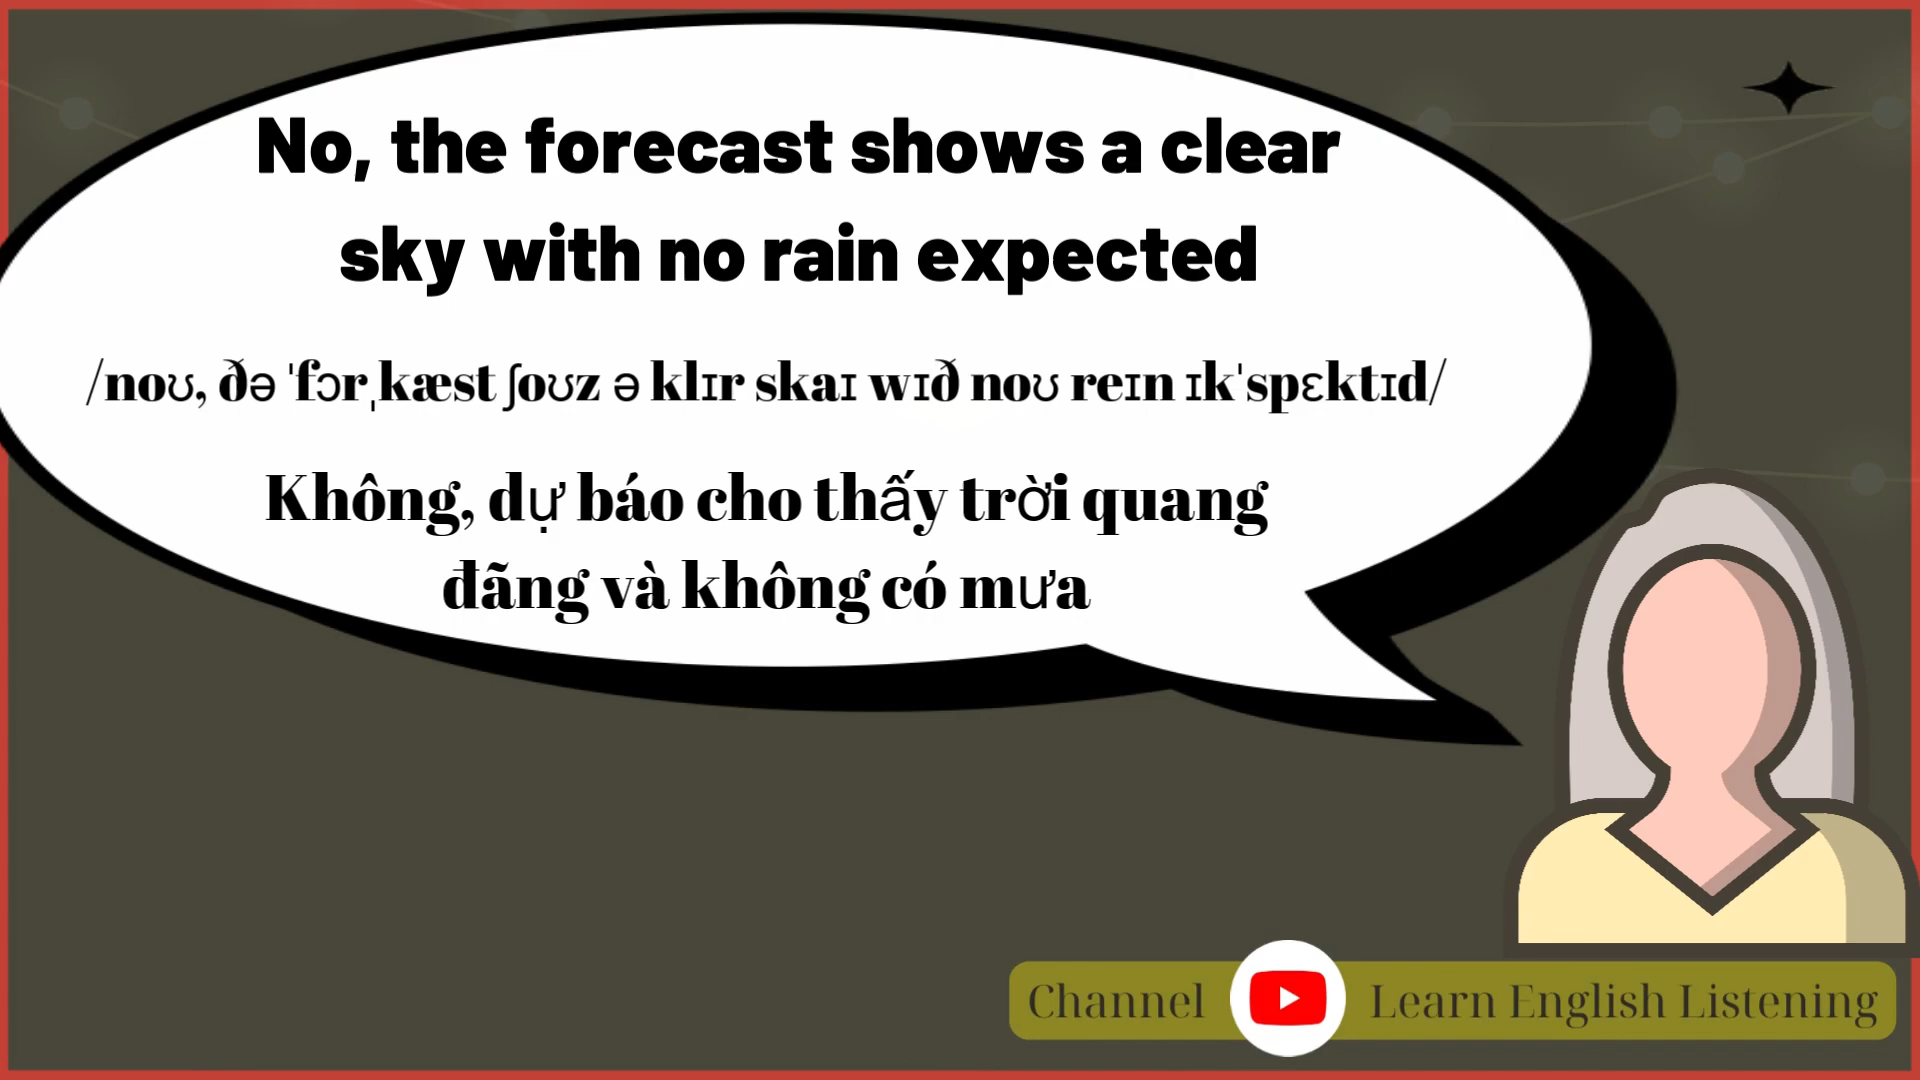 No, the forecast shows a clear
sky with no rain expected
/noʊ, ðə ˈfɔrˌkæst ʃoʊz ə klɪr skaɪ wɪð noʊ reɪn ɪkˈspɛktɪd/
Không, dự báo cho thấy trời quang
đãng và không có mưa
Channel Learn English Listening